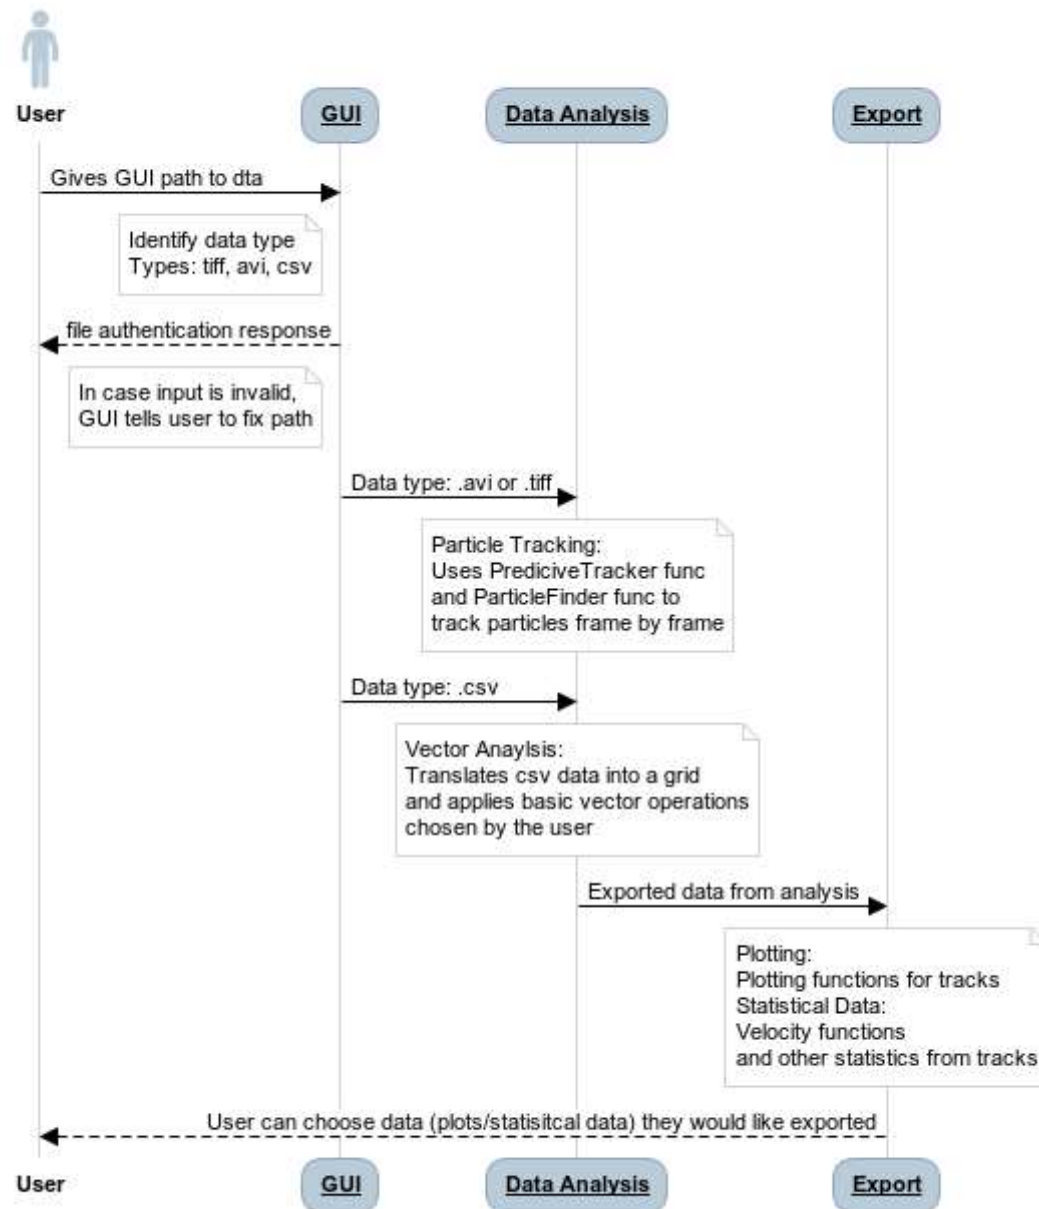 User
GUI
Data Analysis
Export
Gives GUI path to dta
Identify data type
Types: tiff, avi, csv
file authentication response
In case input is invalid,
GUI tells user to fix path
Data type: .avi or .tiff
Particle Tracking:
Uses PrediciveTracker func
and ParticleFinder func to
track particles frame by frame
Data type: .csv
Vector Anaylsis:
Translates csv data into a grid
and applies basic vector operations
chosen by the user
Exported data from analysis
Plotting:
Plotting functions for tracks
Statistical Data:
Velocity functions
and other statistics from tracks
User can choose data (plots/statisitcal data) they would like exported
User
GUI
Data Analysis
Export